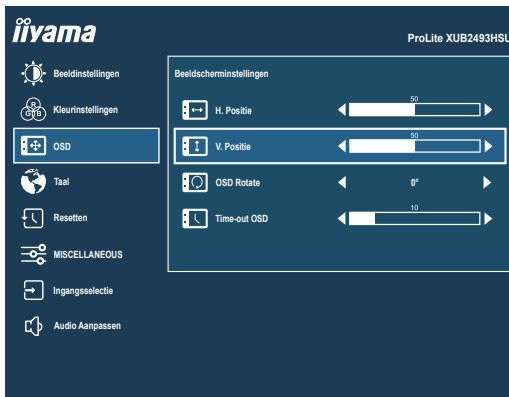 iiyama
ProLite XUB2493HSU
Beeldinstellingen
Kleurinstellingen
R
G B
OSD
Taal
Resetten
MISCELLANEOUS
Ingangsselectie
Audio Aanpassen
Beeldscherminstellingen
H. Positie
50
V. Positie
50
OSD Rotate
0°
Time-out OSD
10